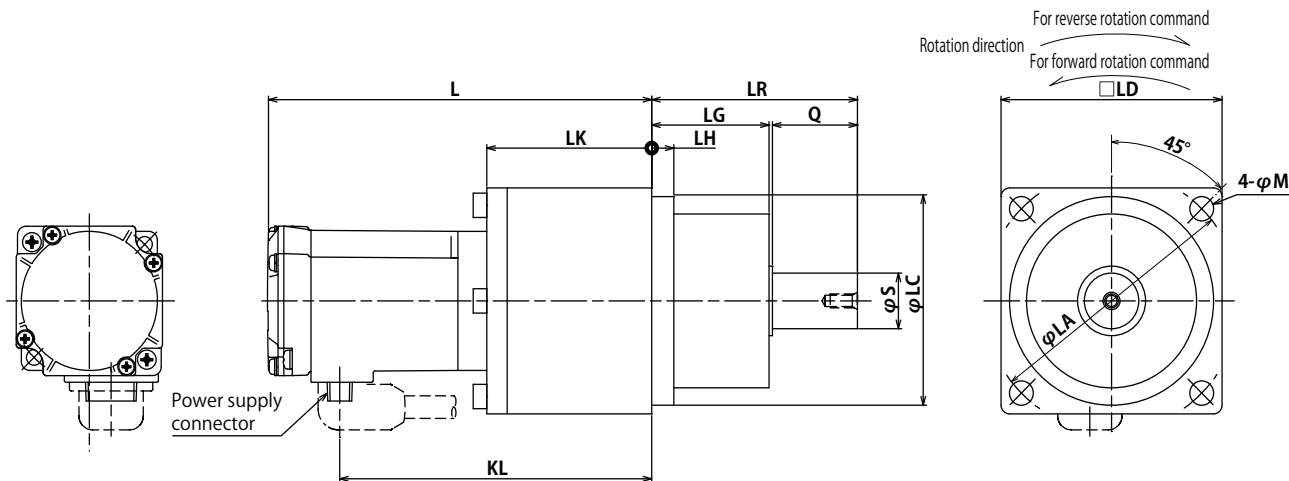 For reverse rotation command
Rotation direction
For forward rotation command
L
LR
□LD
LG
Q
LK
LH
45°
4-φM
φS
φLC
φLA
Power supply
connector
KL